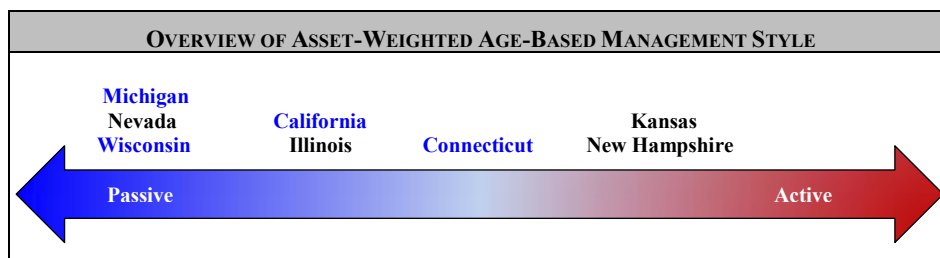 OVERVIEW OF ASSET-WEIGHTED AGE-BASED MANAGEMENT STYLE
Michigan
Nevada
Wisconsin
California
Illinois
Connecticut
Kansas
New Hampshire
Passive
Active